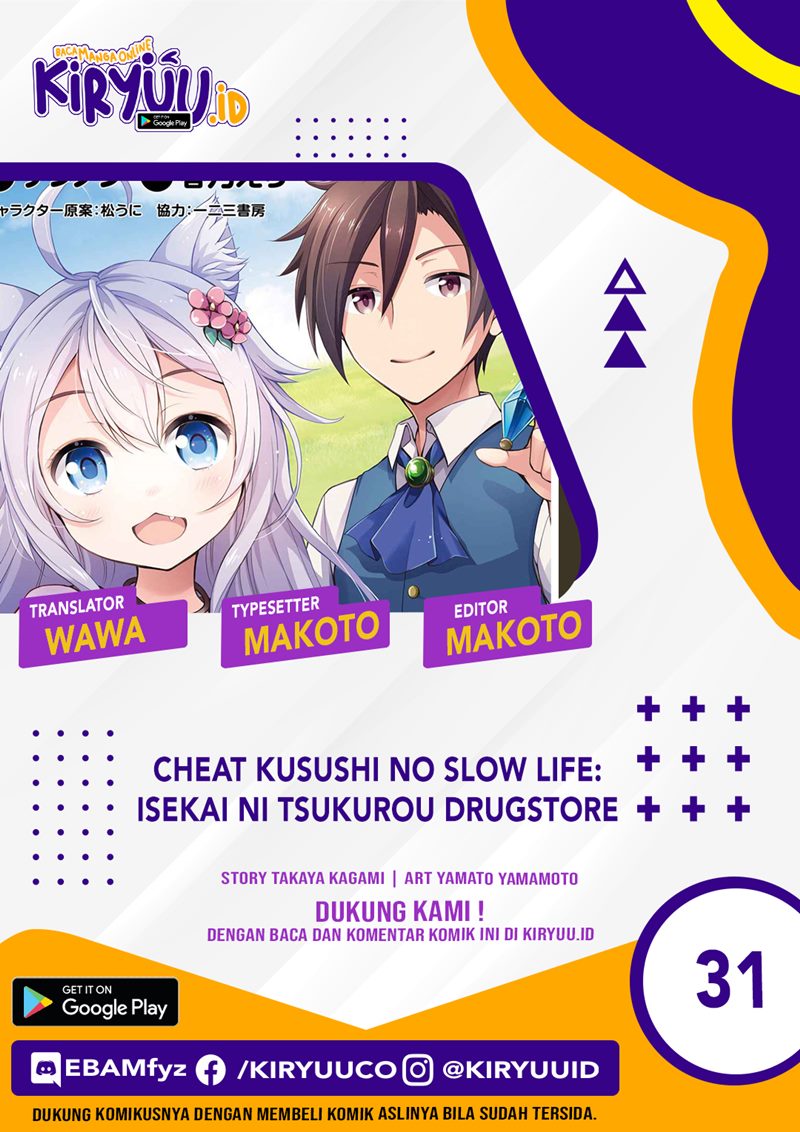 BACA MANGA ONLINE
KIRYUU.iD
GET IT ON
Google Play
ャラクター原案：松うに 協力：一二三書房
TRANSLATOR
WAWA
TYPESETTER
MAKOTO
EDITOR
MAKOTO
CHEAT KUSUSHI NO SLOW LIFE:
ISEKAI NI TSUKUROU DRUGSTORE
STORY TAKAYA KAGAMI | ART YAMATO YAMAMOTO
DUKUNG KAMI !
DENGAN BACA DAN KOMENTAR KOMIK INI DI KIRYUU.ID
31
GET IT ON
Google Play
EBAMfyz /KIRYUUCO @KIRYUUID
DUKUNG KOMIKUSNYA DENGAN MEMBELI KOMIK ASLINYA BILA SUDAH TERSIDA.